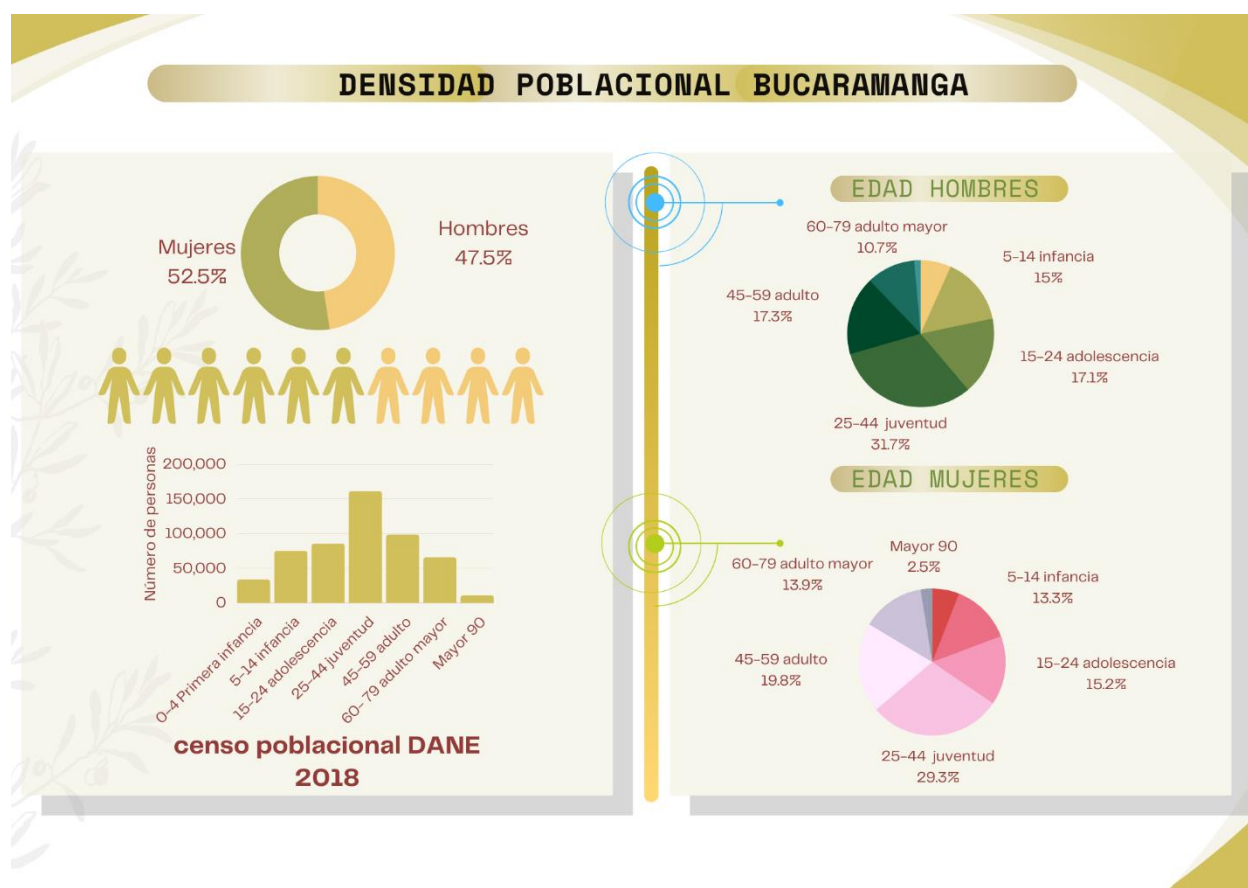 DENSIDAD POBLACIONAL BUCARAMANGA
Mujeres
52.5%
Hombres
47.5%
Número de personas
200,000
150,000
100,000
50,000
0
0-4 Primera infancia
5-14 infancia
15-24 adolescencia
25-44 juventud
45-59 adulto
60- 79 adulto mayor
Mayor 90
censo poblacional DANE
2018
EDAD HOMBRES
60-79 adulto mayor
10.7%
5-14 infancia
15%
45-59 adulto
17.3%
15-24 adolescencia
17.1%
25-44 juventud
31.7%
EDAD MUJERES
Mayor 90
2.5%
60-79 adulto mayor
13.9%
5-14 infancia
13.3%
45-59 adulto
19.8%
15-24 adolescencia
15.2%
25-44 juventud
29.3%